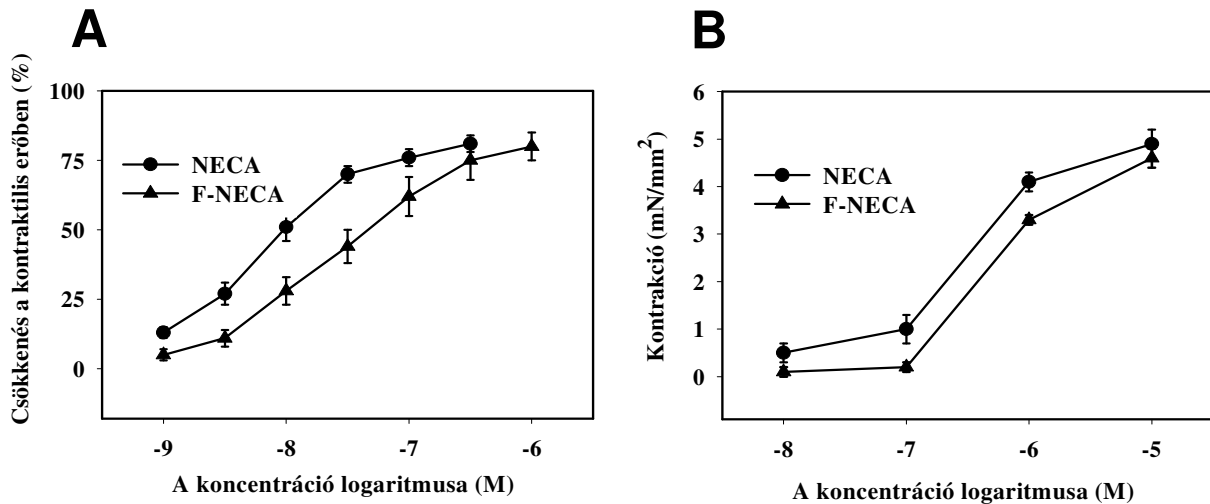 A
Csökkenés a kontraktilis erőben (%)
100
75
50
25
0
NECA
F-NECA
-9
-8
-7
-6
A koncentráció logaritmusa (M)
B
Kontrakció (mN/mm²)
6
5
4
3
2
1
0
NECA
F-NECA
-8
-7
-6
-5
A koncentráció logaritmusa (M)